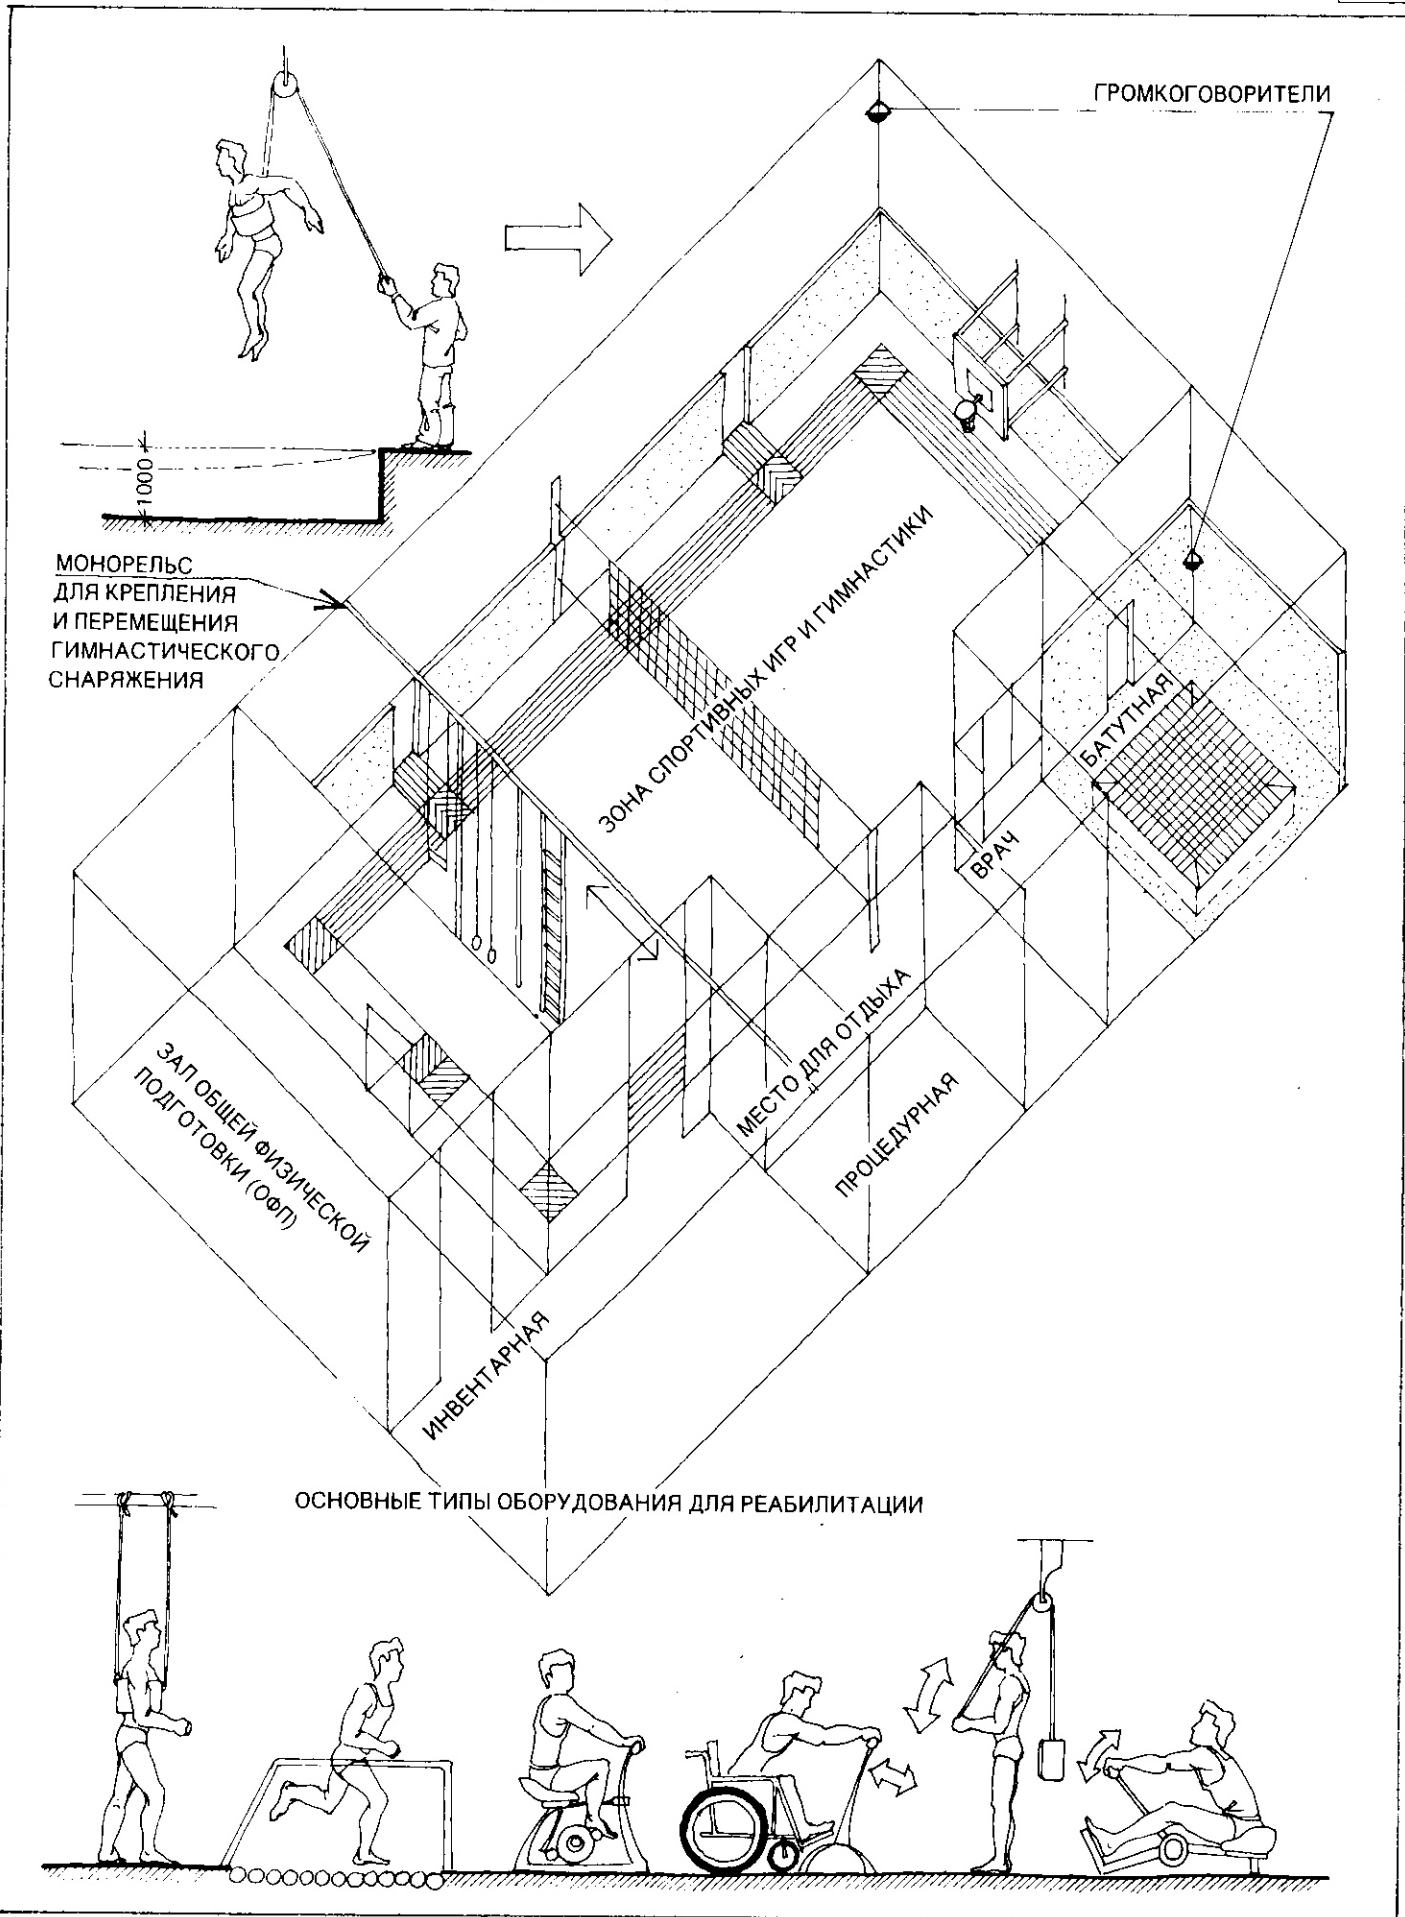 ГРОМКОГОВОРИТЕЛИ
1000
МОНОРЕЛЬС
ДЛЯ КРЕПЛЕНИЯ
И ПЕРЕМЕЩЕНИЯ
ГИМНАСТИЧЕСКОГО
СНАРЯЖЕНИЯ
ЗОНА СПОРТИВНЫХ ИГР И ГИМНАСТИКИ
БАТУТНАЯ
ВРАЧ
МЕСТО ДЛЯ ОТДЫХА
ПРОЦЕДУРНАЯ
ЗАЛ ОБЩЕЙ ФИЗИЧЕСКОЙ
ПОДГОТОВКИ (ОФП)
ИНВЕНТАРНАЯ
ОСНОВНЫЕ ТИПЫ ОБОРУДОВАНИЯ ДЛЯ РЕАБИЛИТАЦИИ